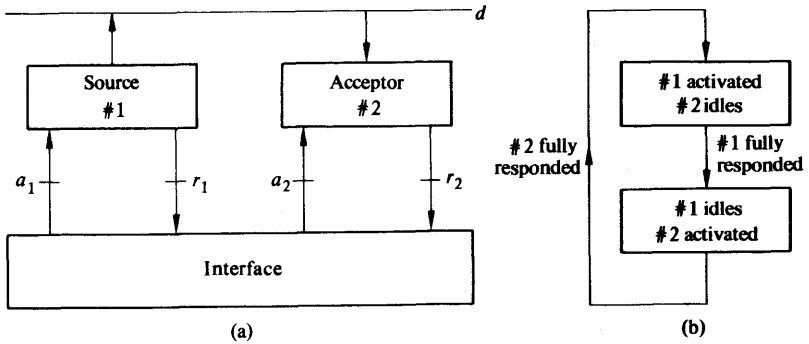 d
Source
#1
Acceptor
#2
a1
r1
a2
r2
Interface
(a)
#1 activated
#2 idles
#2 fully
responded
#1 fully
responded
#1 idles
#2 activated
(b)